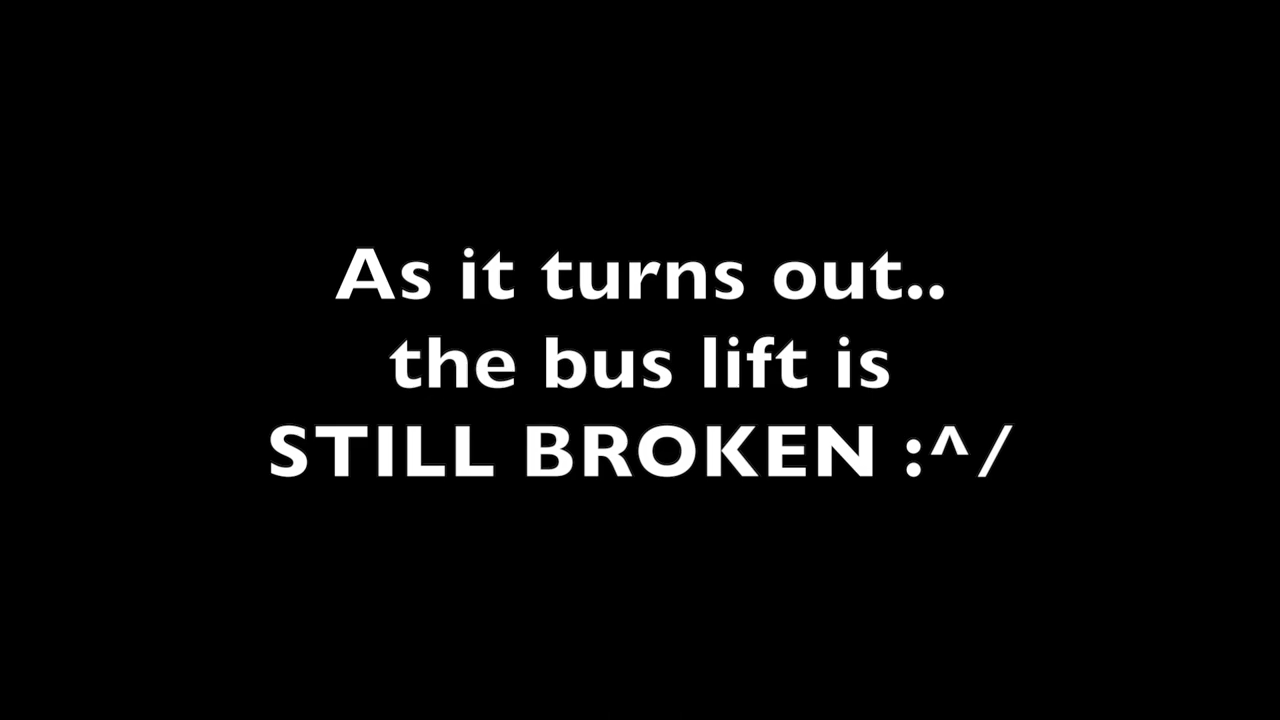 As it turns out..
the bus lift is
STILL BROKEN :^/